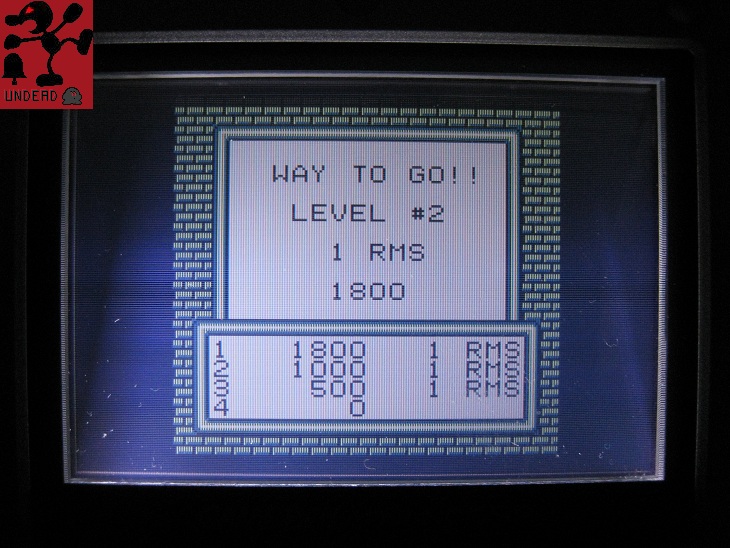 UNDEAD
WAY TO GO!!
LEVEL #2
1 RMS
1800
1 1800 1 RMS
2 1000 1 RMS
3 500 1 RMS
4 0